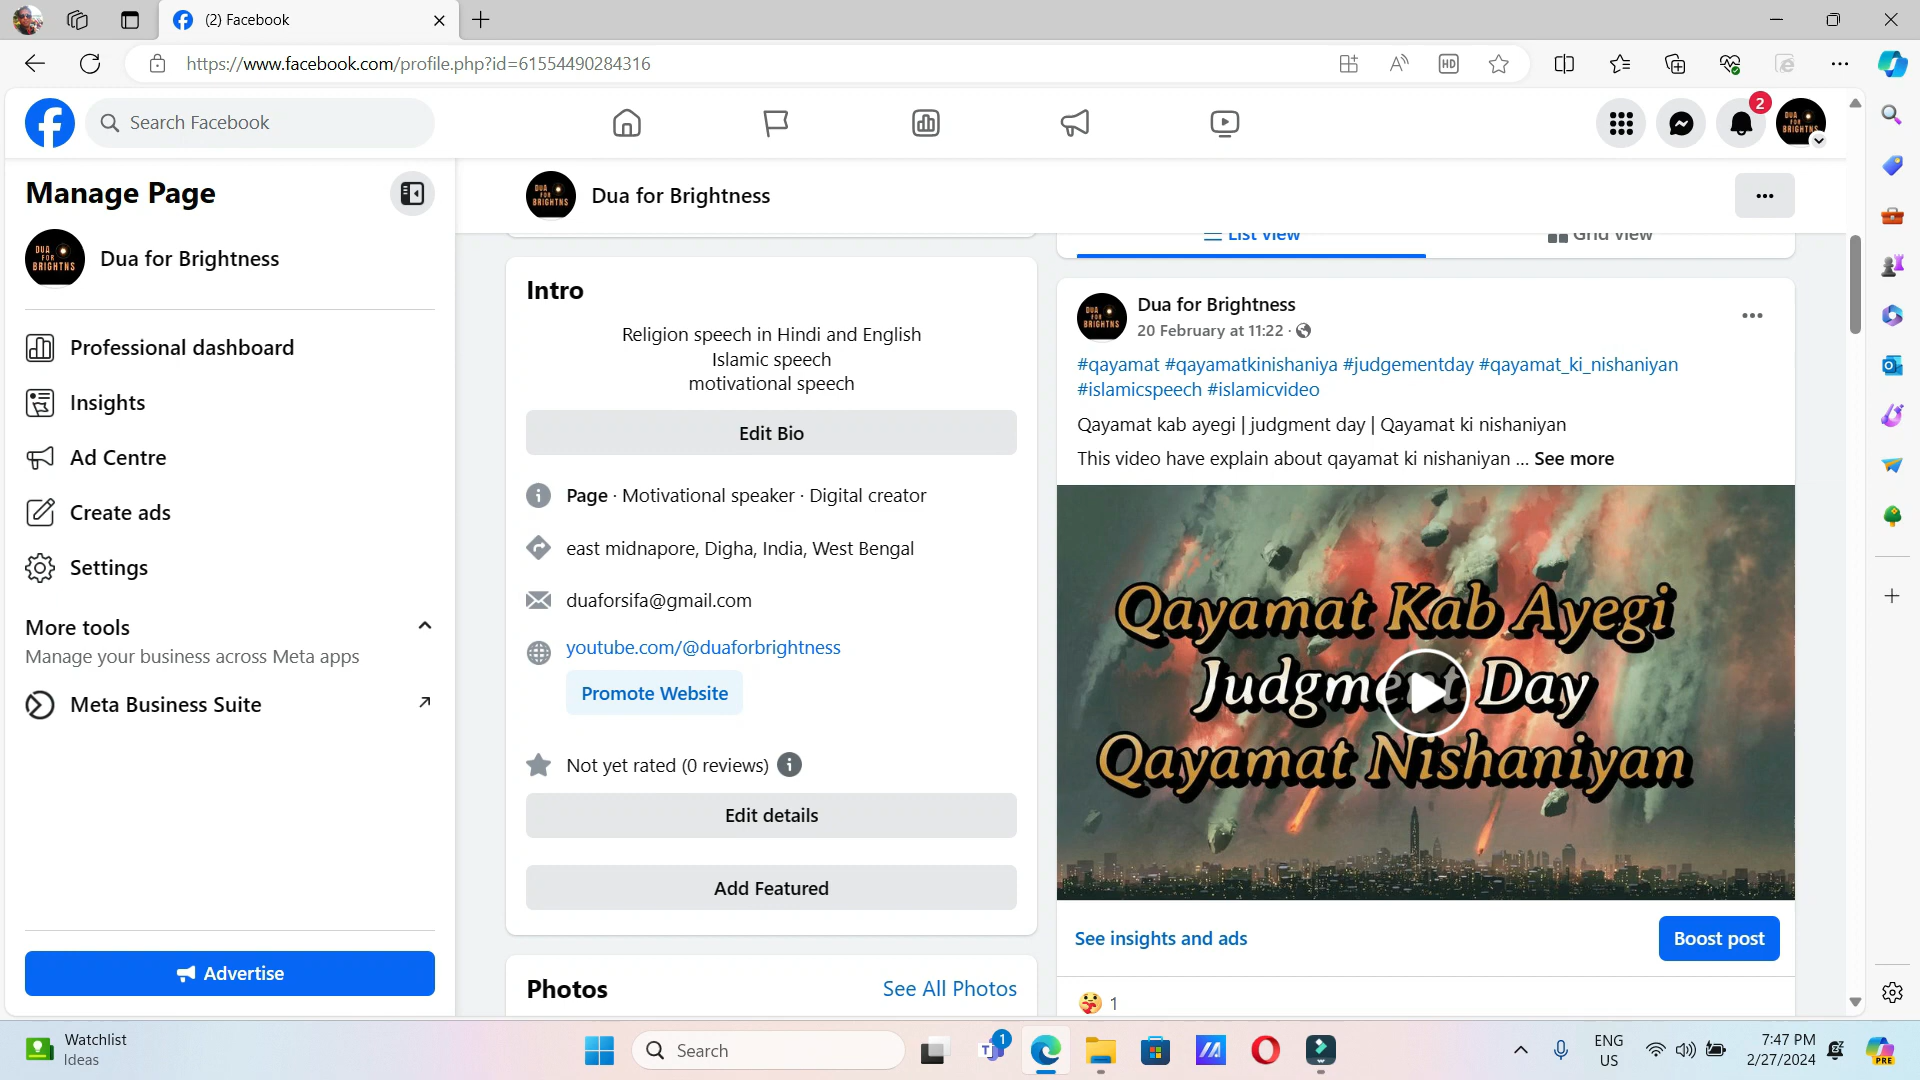 (2) Facebook
https://www.facebook.com/profile.php?id=61554490284316
HD
Search Facebook
2
Manage Page
Dua for Brightness
Professional dashboard
Insights
Ad Centre
Create ads
Settings
More tools
Manage your business across Meta apps
Meta Business Suite
Advertise
DUA FOR BRIGHTNS
Dua for Brightness
List view
Grid view
Intro
Religion speech in Hindi and English
Islamic speech
motivational speech
Edit Bio
Page · Motivational speaker · Digital creator
east midnapore, Digha, India, West Bengal
duaforsifa@gmail.com
youtube.com/@duaforbrightness
Promote Website
Not yet rated (0 reviews)
Edit details
Add Featured
Photos
See All Photos
Dua for Brightness
20 February at 11:22 ·
#qayamat #qayamatkinishaniya #judgementday #qayamat_ki_nishaniyan
#islamicspeech #islamicvideo
Qayamat kab ayegi | judgment day | Qayamat ki nishaniyan
This video have explain about qayamat ki nishaniyan ... See more
Qayamat Kab Ayegi
Judgment Day
Qayamat Nishaniyan
See insights and ads
Boost post
1
Watchlist
Ideas
Search
1
ENG
US
7:47 PM
2/27/2024
PRE